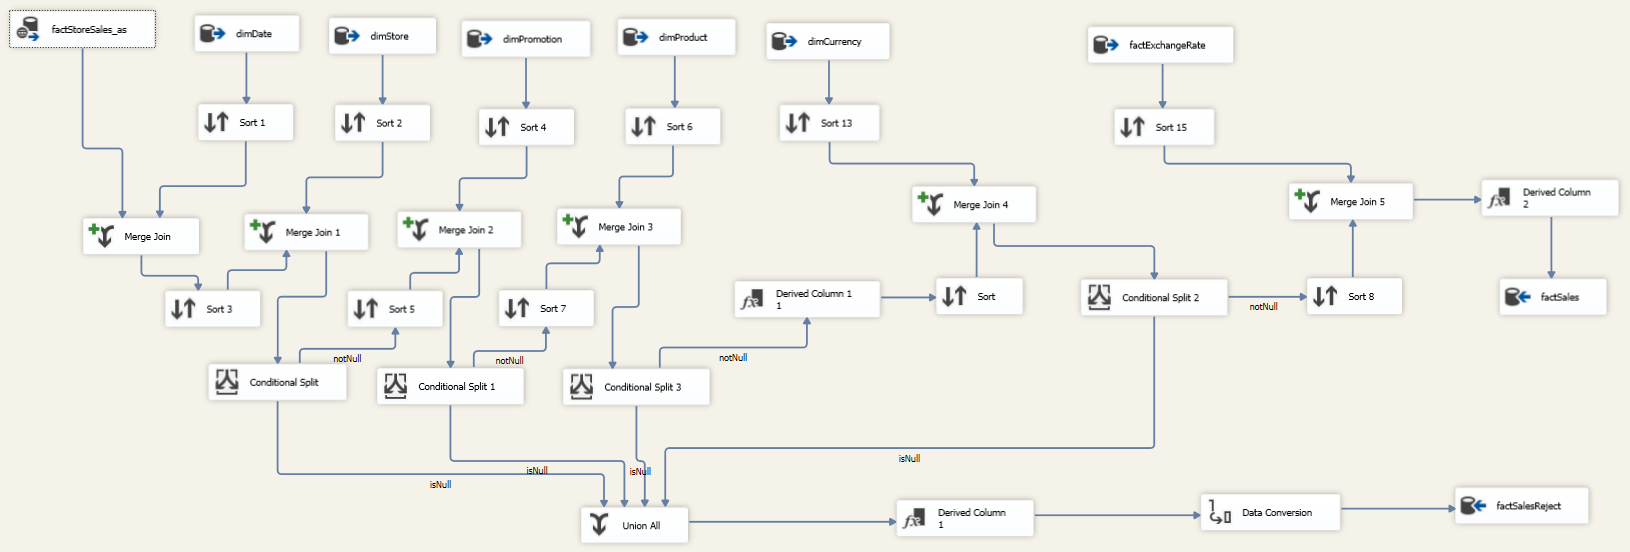 factStoreSales_as
dimDate
dimStore
dimPromotion
dimProduct
dimCurrency
factExchangeRate
Sort 1
Sort 2
Sort 4
Sort 6
Sort 13
Sort 15
Merge Join
Merge Join 1
Merge Join 2
Merge Join 3
Merge Join 4
Merge Join 5
Derived Column
2
Sort 3
Sort 5
Sort 7
Derived Column 1
1
Sort
Conditional Split 2
notNull
Sort 8
factSales
notNull
notNull
notNull
Conditional Split
Conditional Split 1
Conditional Split 3
isNull
isNull
isNull
isNull
Union All
Derived Column
1
Data Conversion
factSalesReject